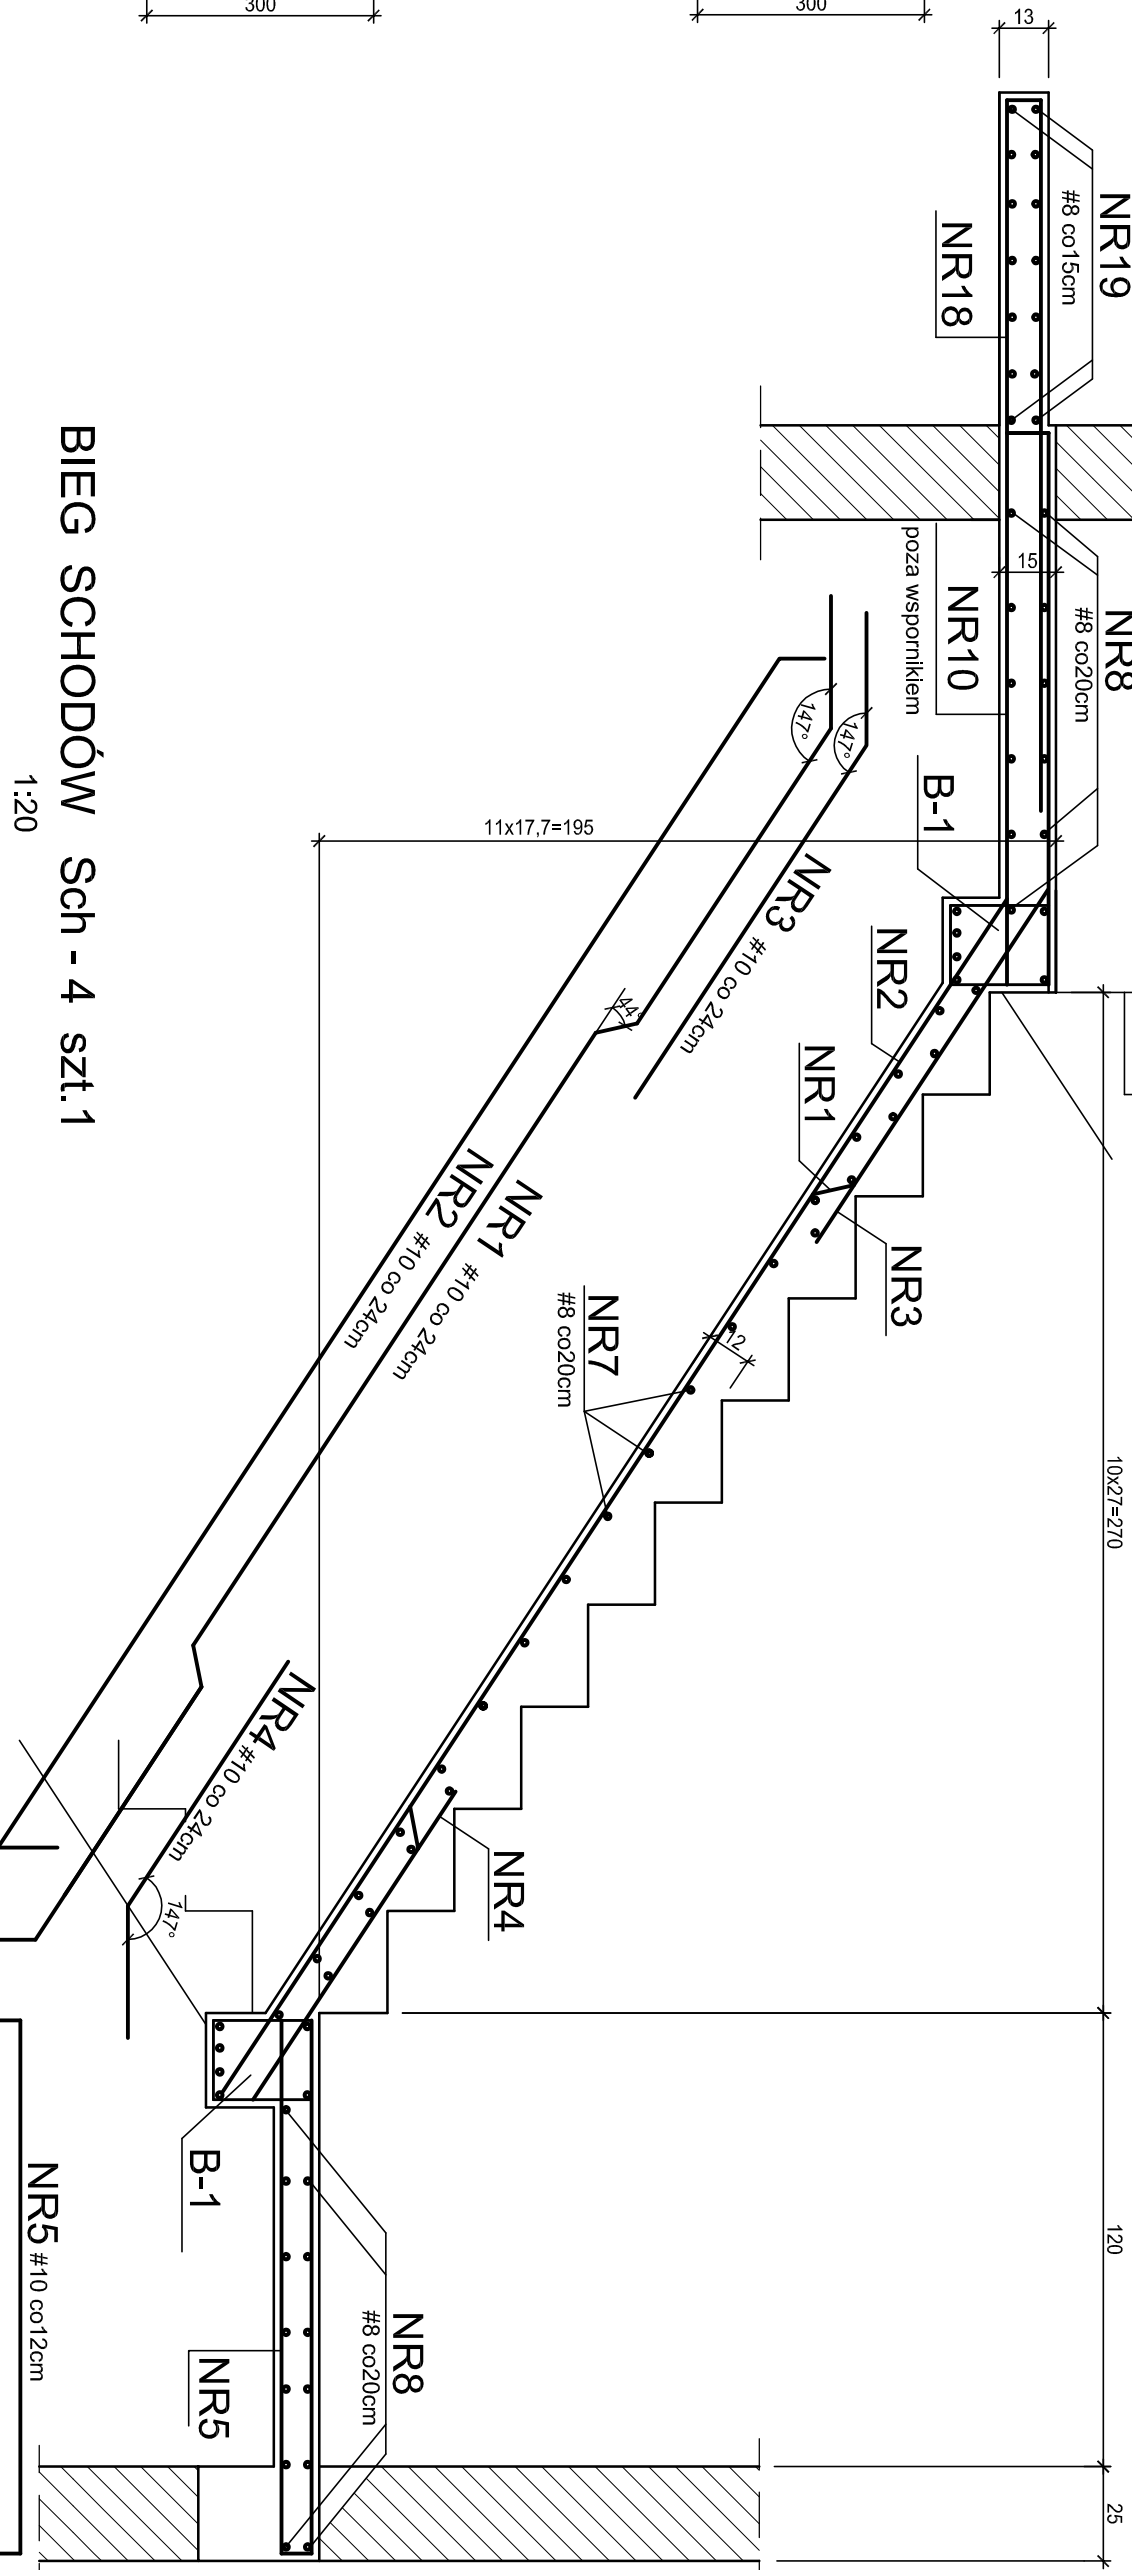 300
300
13
NR19
#8 co15cm
NR18
NR8
#8 co20cm
15
NR10
poza wspornikiem
B-1
147°
147°
11x17,7=195
NR3 #10 co 24cm
44°
NR2
NR1
NR3
NR2 #10 co 24cm
NR1 #10 co 24cm
NR7
#8 co20cm
12
10x27=270
NR4 #10 co 24cm
147°
NR4
B-1
120
NR8
#8 co20cm
NR5
NR5 #10 co12cm
25
BIEG SCHODÓW Sch - 4 szt.1
1:20